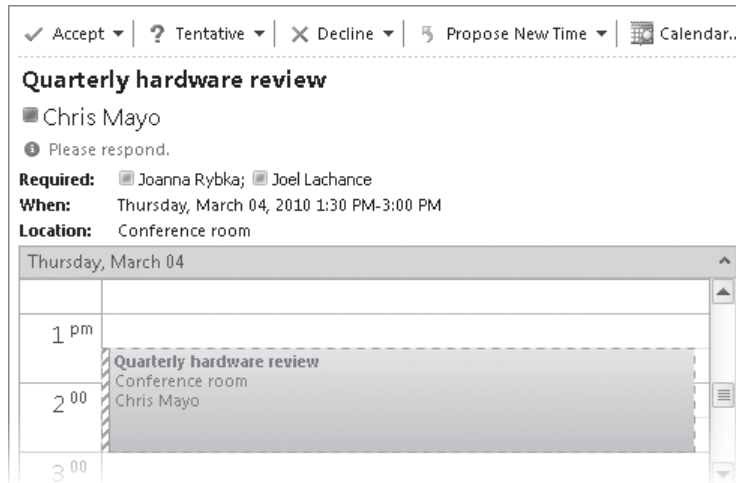 Accept ? Tentative Decline Propose New Time Calendar..
Quarterly hardware review
Chris Mayo
Please respond.
Required: Joanna Rybka; Joel Lachance
When: Thursday, March 04, 2010 1:30 PM-3:00 PM
Location: Conference room
Thursday, March 04
1 pm
Quarterly hardware review
Conference room
2 00
Chris Mayo
3 00